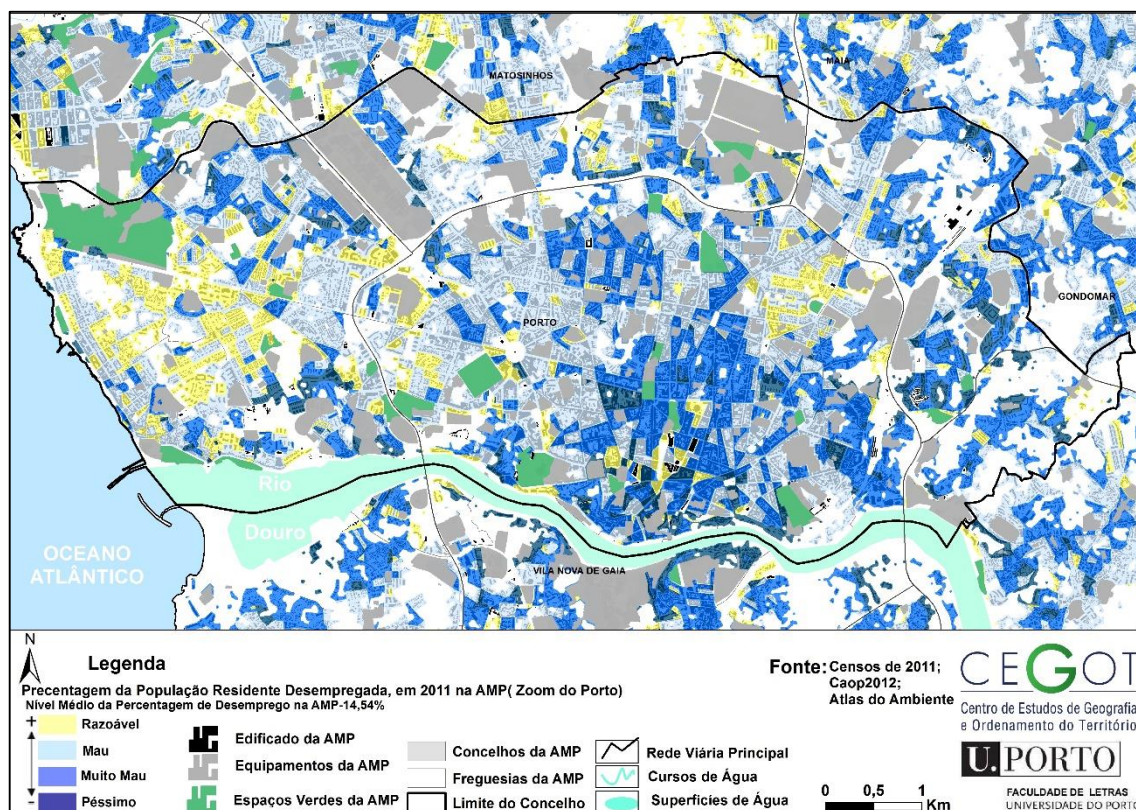 MATOSINHOS
MAIA
GONDOMAR
PORTO
Rio
Douro
OCEANO
ATLÂNTICO
VILA NOVA DE GAIA
N
Legenda
Precentagem da População Residente Desempregada, em 2011 na AMP( Zoom do Porto)
Nível Médio da Percentagem de Desemprego na AMP-14,54%
+
Razoável
Mau
Muito Mau
Péssimo
-
Edificado da AMP
Equipamentos da AMP
Espaços Verdes da AMP
Concelhos da AMP
Freguesias da AMP
Limite do Concelho
Rede Viária Principal
Cursos de Água
Superfícies de Água
Fonte: Censos de 2011;
Caop2012;
Atlas do Ambiente
0 0,5 1
Km
CEGOT
Centro de Estudos de Geografia
e Ordenamento do Território
U. PORTO
FACULDADE DE LETRAS
UNIVERSIDADE DO PORTO